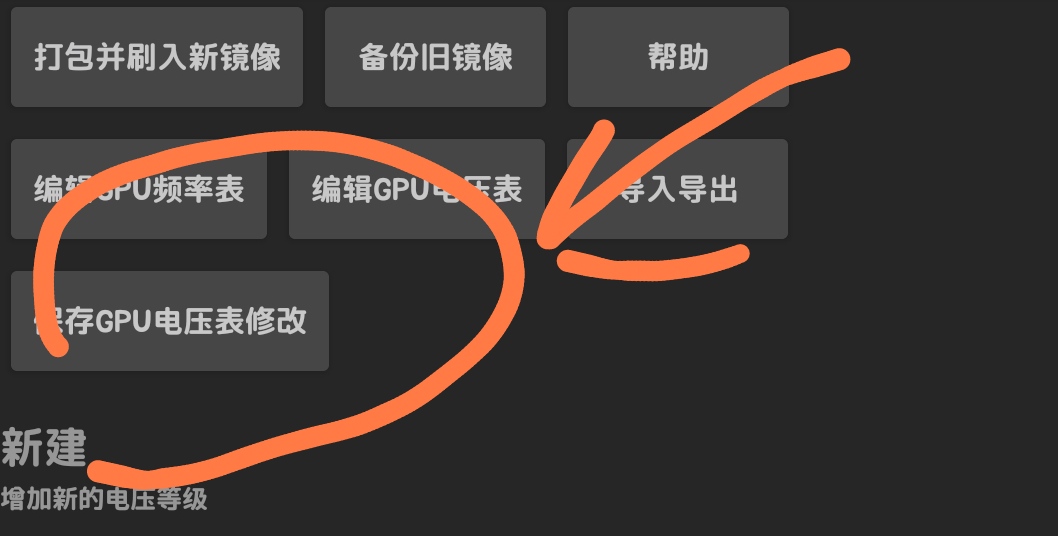 打包并刷入新镜像 备份旧镜像 帮助
编辑GPU频率表 编辑GPU电压表 导入导出
保存GPU电压表修改
新建
增加新的电压等级